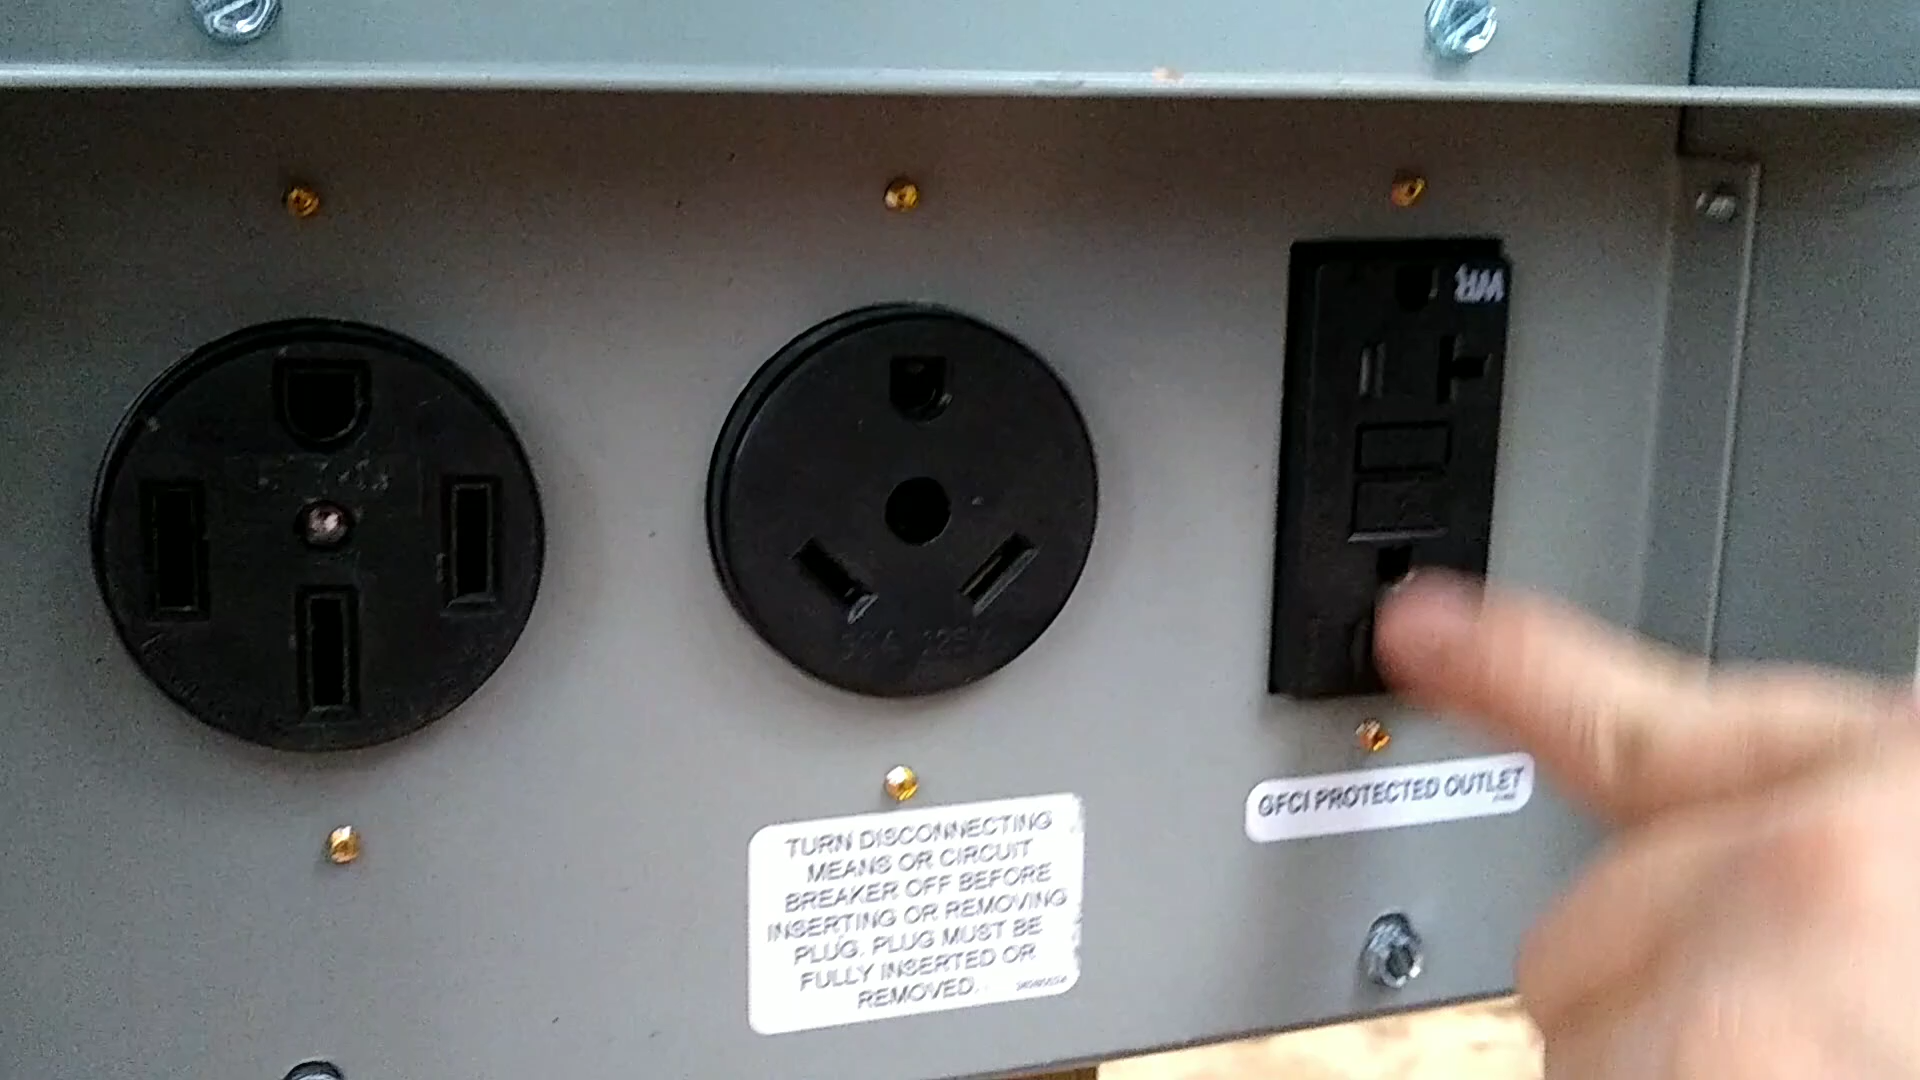 WR
GFCI PROTECTED OUTLET
TURN DISCONNECTING
MEANS OR CIRCUIT
BREAKER OFF BEFORE
INSERTING OR REMOVING
PLUG. PLUG MUST BE
FULLY INSERTED OR
REMOVED.